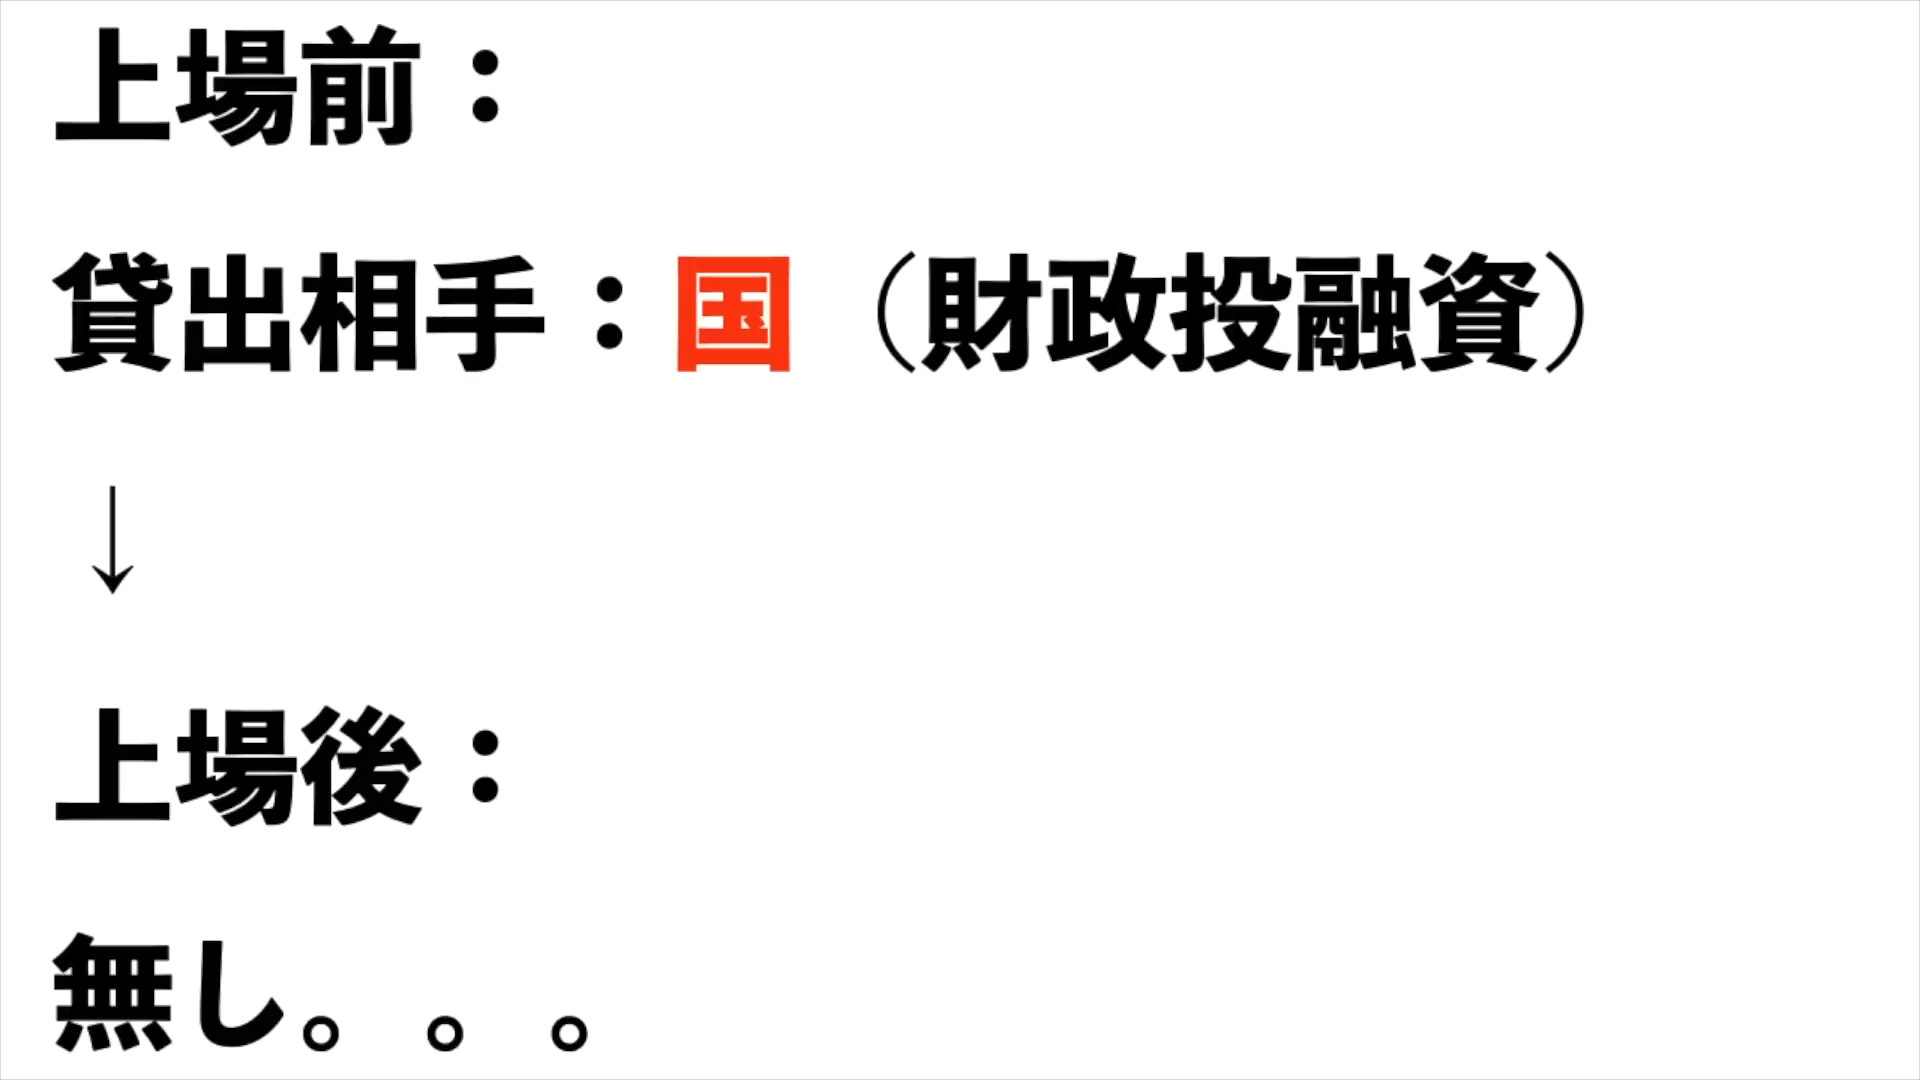 上場前：
貸出相手：国（財政投融資）
↓
上場後：
無し。。。